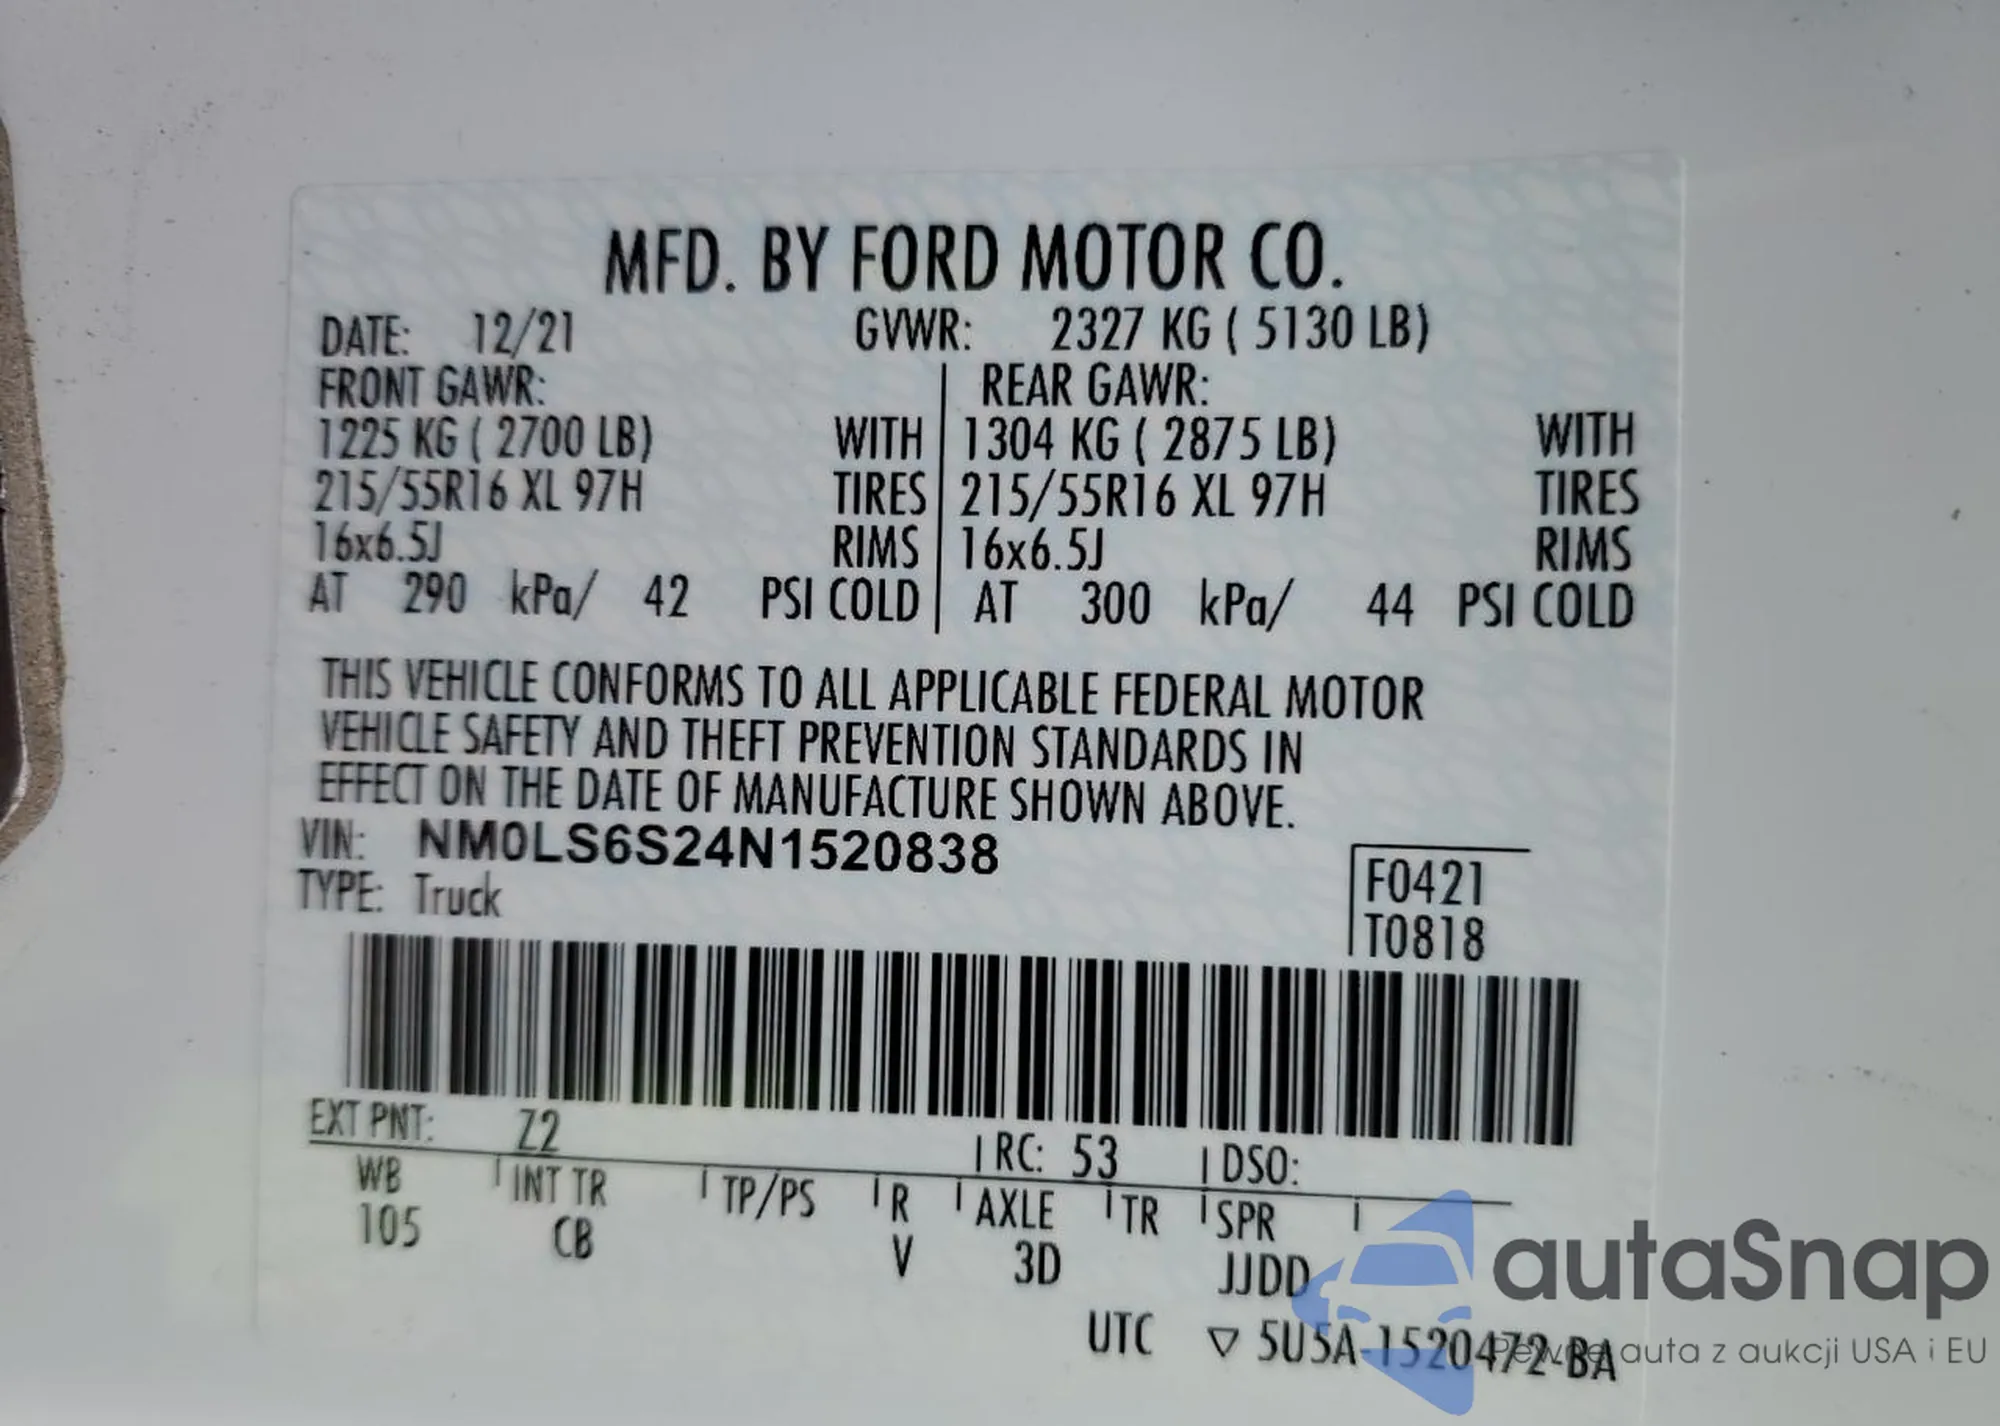 MFD. BY FORD MOTOR CO.
DATE: 12/21 GVWR: 2327 KG ( 5130 LB)
FRONT GAWR: REAR GAWR:
1225 KG ( 2700 LB) WITH 1304 KG ( 2875 LB) WITH
215/55R16 XL 97H TIRES 215/55R16 XL 97H TIRES
16x6.5J RIMS 16x6.5J RIMS
AT 290 kPa/ 42 PSI COLD AT 300 kPa/ 44 PSI COLD
THIS VEHICLE CONFORMS TO ALL APPLICABLE FEDERAL MOTOR
VEHICLE SAFETY AND THEFT PREVENTION STANDARDS IN
EFFECT ON THE DATE OF MANUFACTURE SHOWN ABOVE.
VIN: NM0LS6S24N1520838
TYPE: Truck
F0421
T0818
EXT PNT: Z2 RC: 53 DSO:
WB INT TR TP/PS R AXLE TR SPR
105 CB V 3D JJDD
UTC ▽ 5U5A-1520472-BA
autoSnap
Pewne auta z aukcji USA i EU